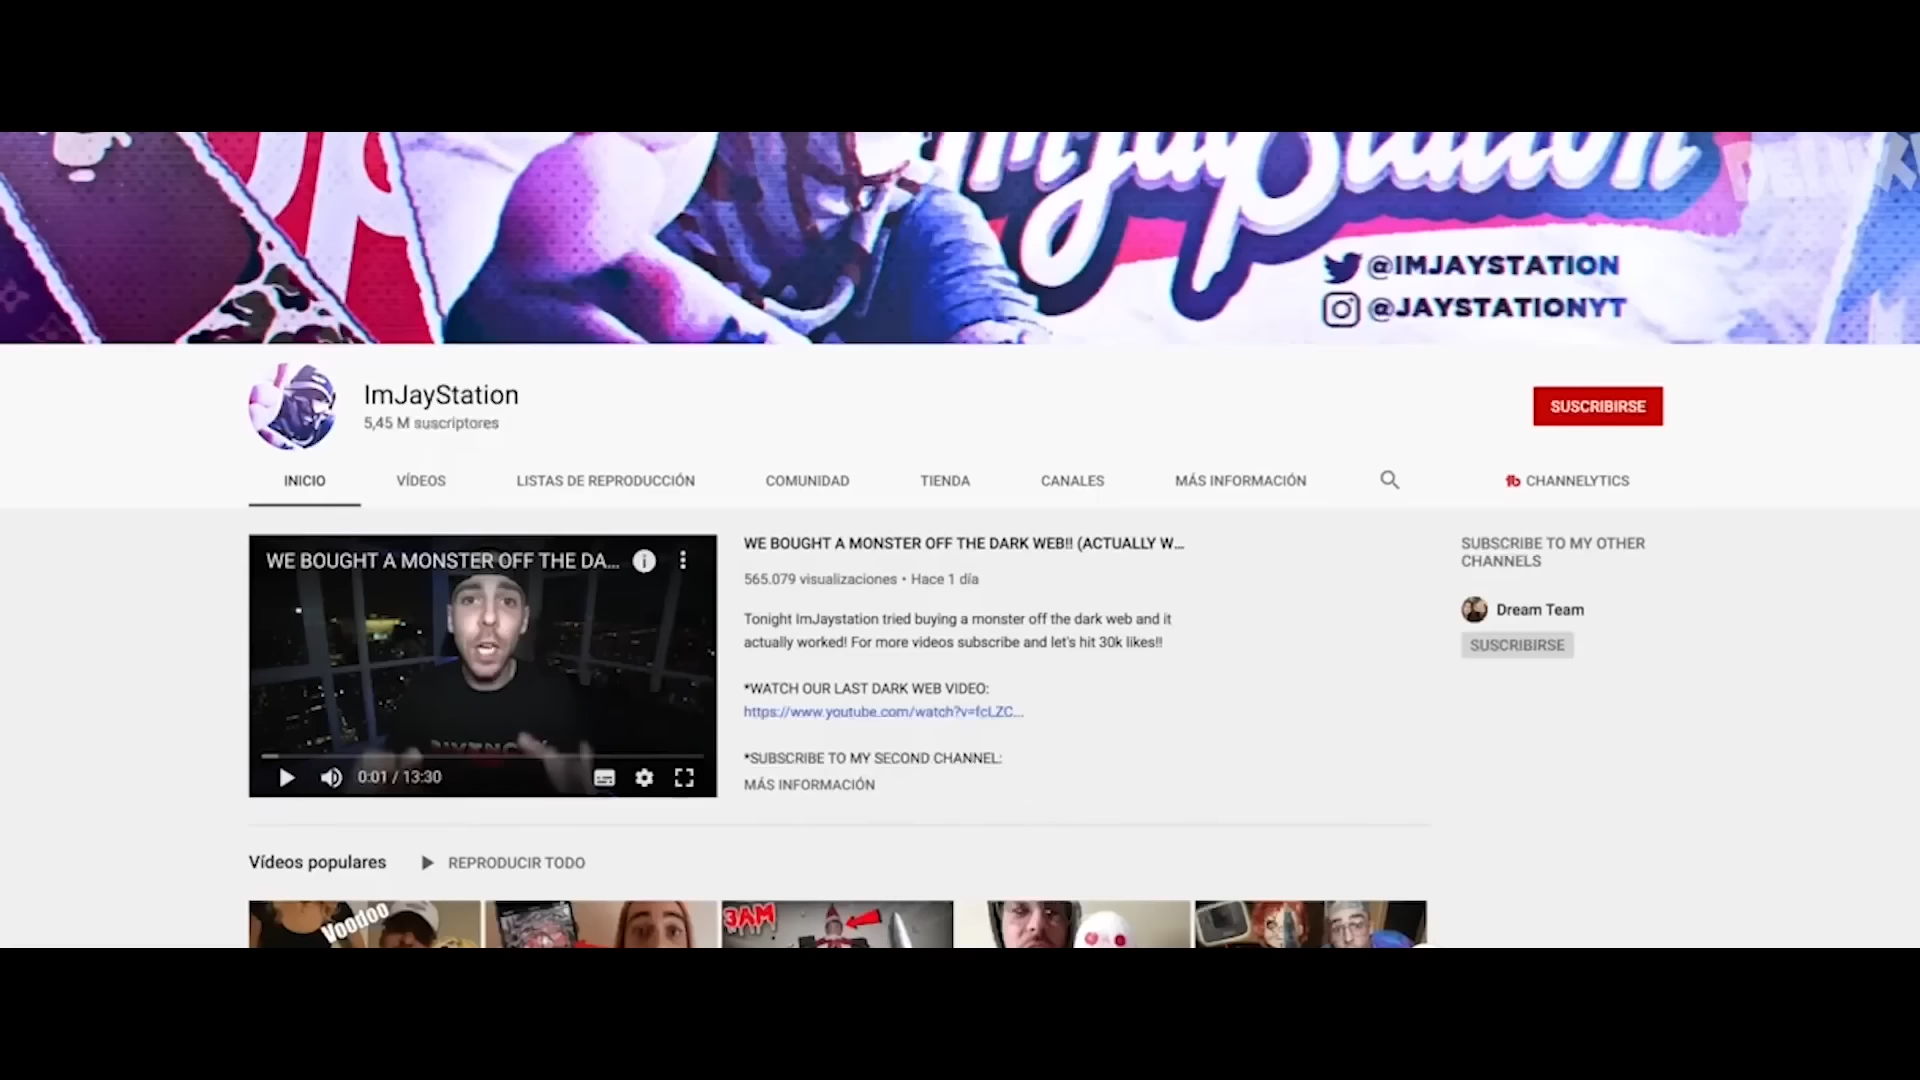 ImJayStation
@IMJAYSTATION
@JAYSTATIONYT
ImJayStation
5,45 M suscriptores
SUSCRIBIRSE
INICIO
VÍDEOS
LISTAS DE REPRODUCCIÓN
COMUNIDAD
TIENDA
CANALES
MÁS INFORMACIÓN
CHANNELYTICS
WE BOUGHT A MONSTER OFF THE DA...
0:01 / 13:30
WE BOUGHT A MONSTER OFF THE DARK WEB!! (ACTUALLY W...
565.079 visualizaciones • Hace 1 día
Tonight ImJaystation tried buying a monster off the dark web and it
actually worked! For more videos subscribe and let's hit 30k likes!!
*WATCH OUR LAST DARK WEB VIDEO:
https://www.youtube.com/watch?v=fcLZC...
*SUBSCRIBE TO MY SECOND CHANNEL:
MÁS INFORMACIÓN
SUBSCRIBE TO MY OTHER
CHANNELS
Dream Team
SUSCRIBIRSE
Vídeos populares
REPRODUCIR TODO
Voodoo
3AM